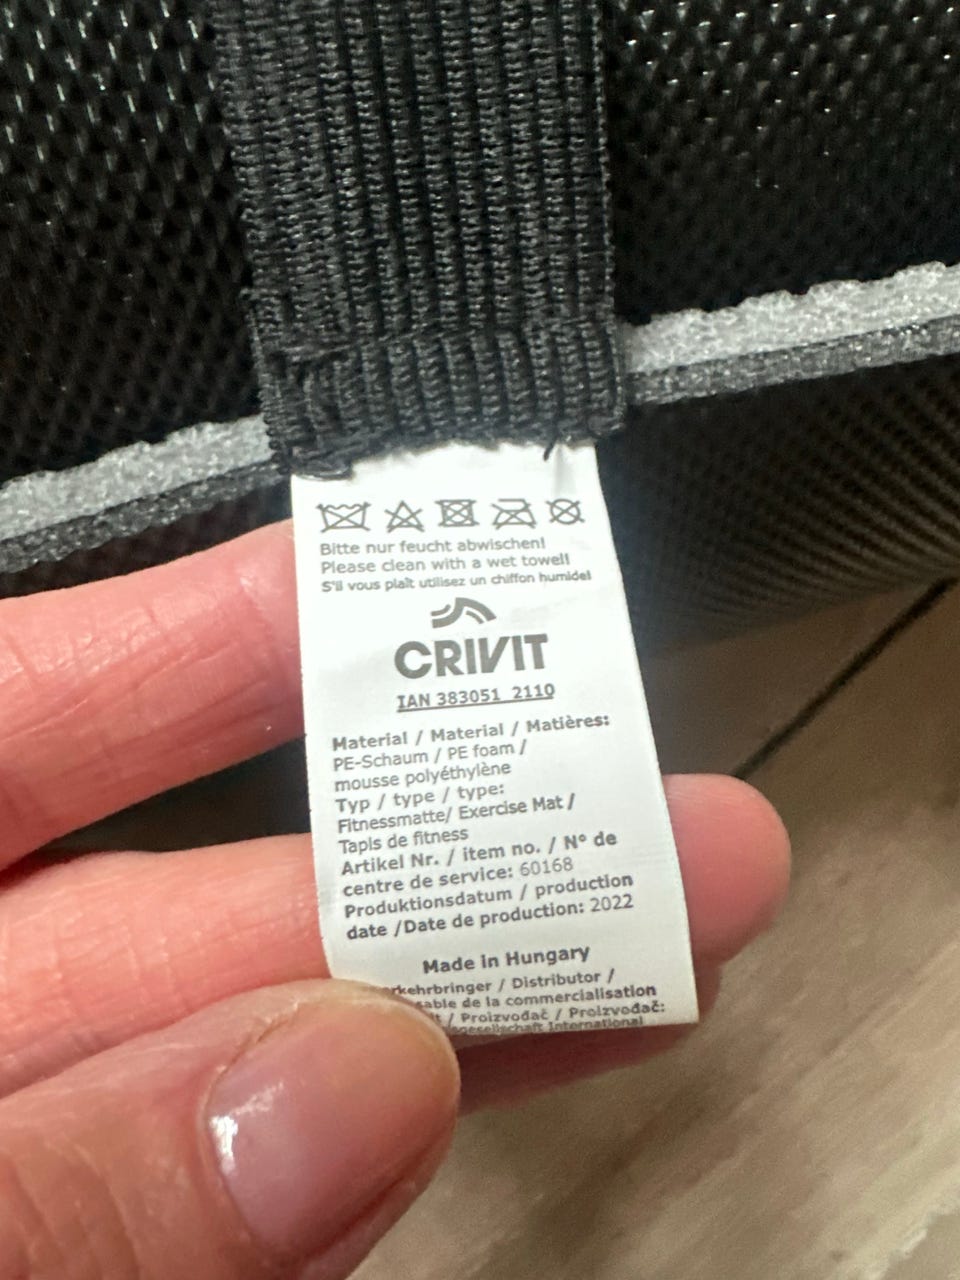 Bitte nur feucht abwischen!
Please clean with a wet towel!
S'il vous plaît utilisez un chiffon humide!
CRIVIT
IAN 383051_2110
Material / Material / Matières:
PE-Schaum / PE foam /
mousse polyéthylène
Typ / type / type:
Fitnessmatte/ Exercise Mat /
Tapis de fitness
Artikel Nr. / item no. / N° de
centre de service: 60168
Produktionsdatum / production
date /Date de production: 2022
Made in Hungary
/ Distributor /
de la commercialisation
/ Proizvođač / Proizvođač:
International